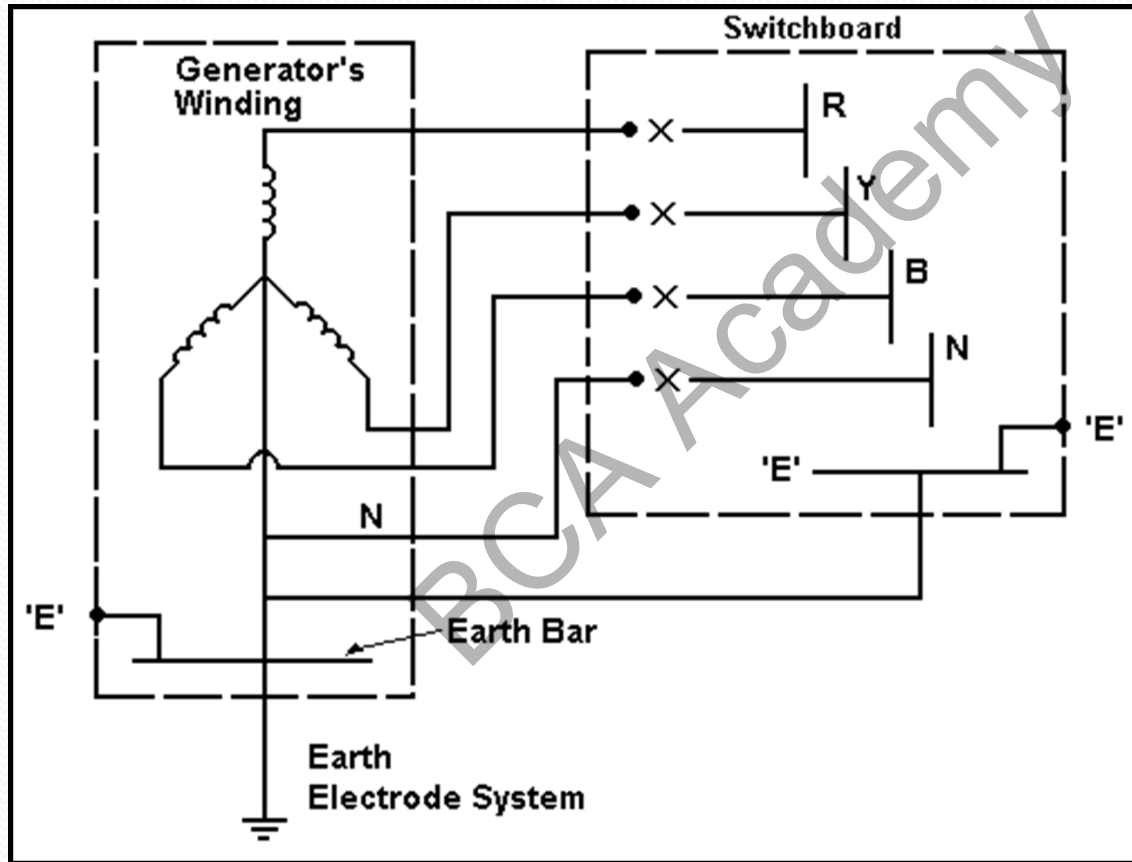 Switchboard
Generator's
Winding
R
Y
B
N
'E'
'E'
N
'E'
Earth Bar
Earth
Electrode System
BCA Academy